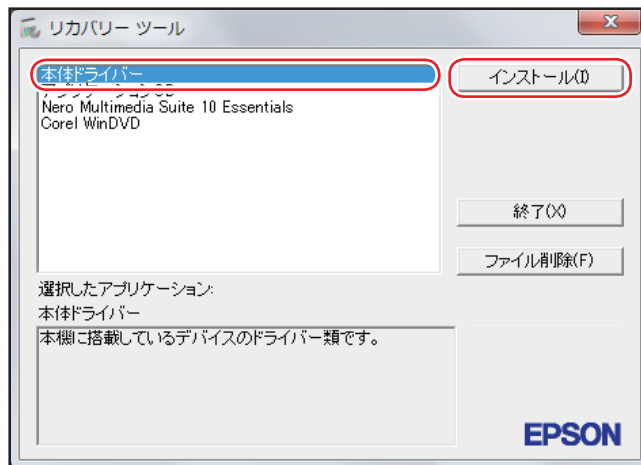 リカバリー ツール
本体ドライバー
インストール(I)
Nero Multimedia Suite 10 Essentials
Corel WinDVD
終了(X)
ファイル削除(F)
選択したアプリケーション:
本体ドライバー
本機に搭載しているデバイスのドライバー類です。
EPSON